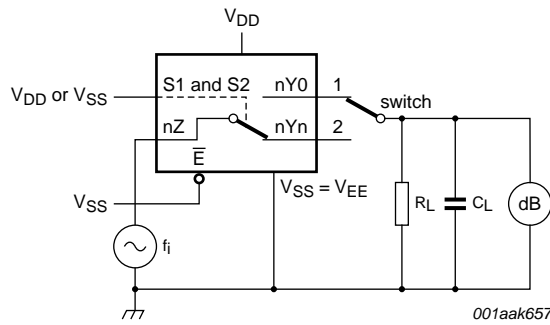 VDD
VDD or VSS
S1 and S2
nY0
1
switch
nZ
nYn
2
E
VSS
VSS = VEE
fi
RL
CL
dB
001aak657